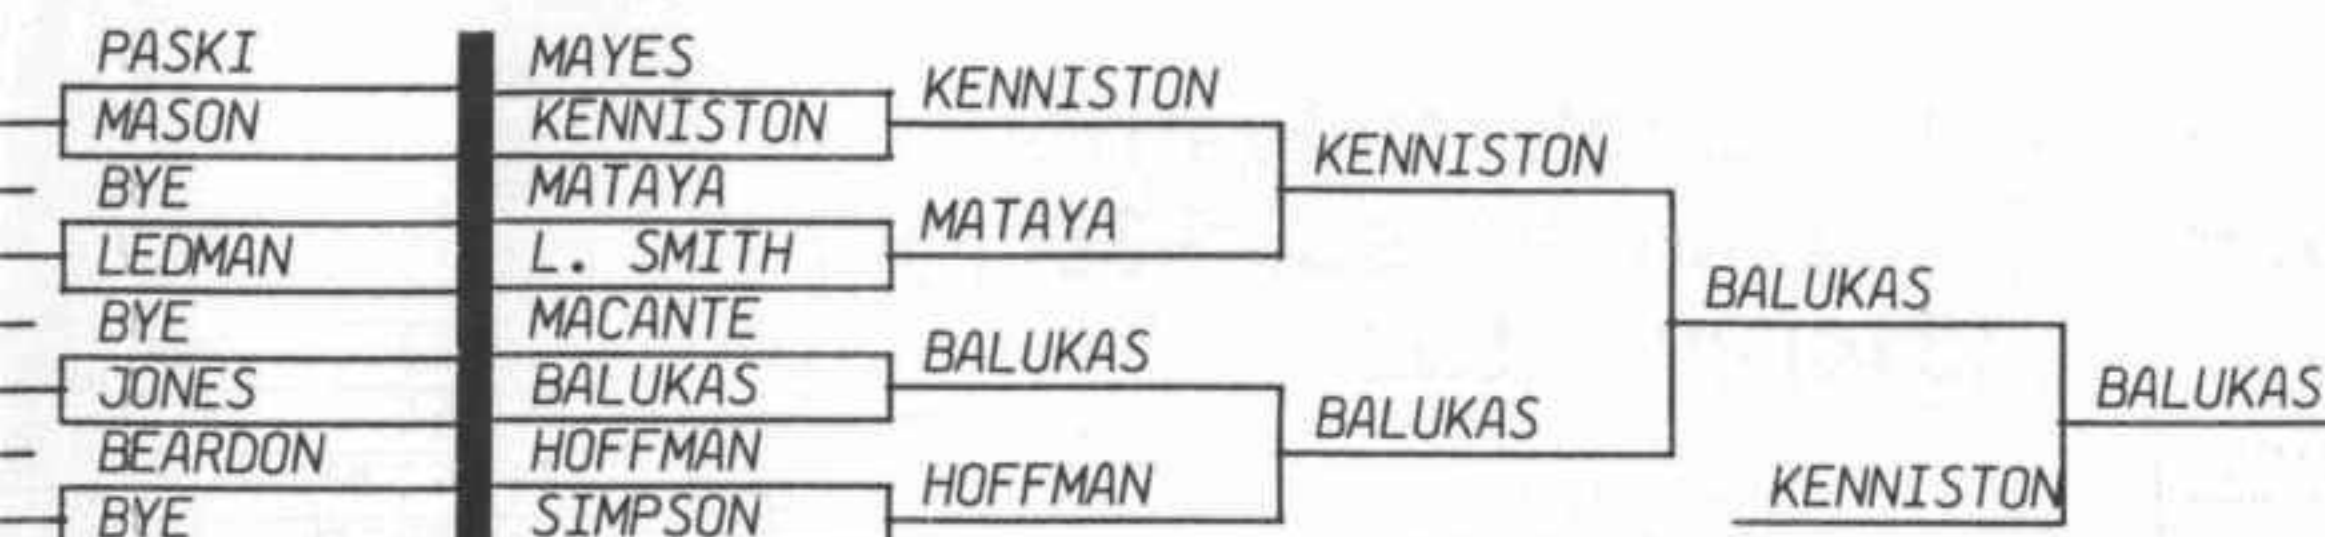 PASKI
MASON
BYE
LEDMAN
BYE
JONES
BEARDON
BYE
MAYES
KENNISTON
MATAYA
L. SMITH
MACANTE
BALUKAS
HOFFMAN
SIMPSON
KENNISTON
MATAYA
BALUKAS
HOFFMAN
KENNISTON
BALUKAS
BALUKAS
KENNISTON
BALUKAS